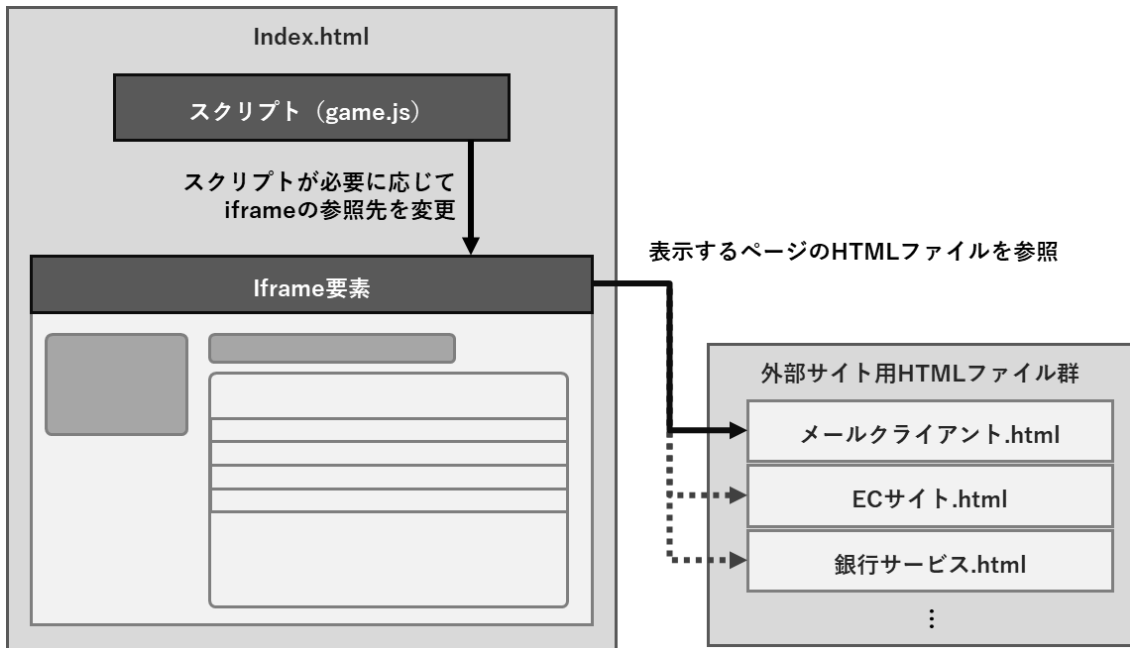 Index.html
スクリプト（game.js）
スクリプトが必要に応じて
iframeの参照先を変更
Iframe要素
表示するページのHTMLファイルを参照
外部サイト用HTMLファイル群
メールクライアント.html
ECサイト.html
銀行サービス.html
⋮